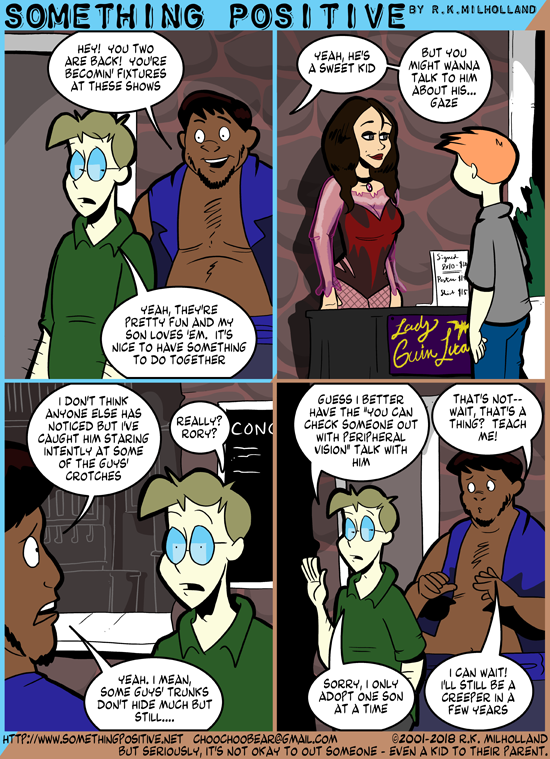 SOMETHING POSITIVE BY R.K.MILHOLLAND
HEY! YOU TWO
ARE BACK! YOU'RE
BECOMIN' FIXTURES
AT THESE SHOWS
YEAH, THEY'RE
PRETTY FUN AND MY
SON LOVES 'EM. IT'S
NICE TO HAVE SOMETHING
TO DO TOGETHER
YEAH, HE'S
A SWEET KID
BUT YOU
MIGHT WANNA
TALK TO HIM
ABOUT HIS...
GAZE
Signed
Poster
Shirt $15
Lady
Guin
I DON'T THINK
ANYONE ELSE HAS
NOTICED BUT I'VE
CAUGHT HIM STARING
INTENTLY AT SOME
OF THE GUYS'
CROTCHES
REALLY?
RORY?
CONC
YEAH. I MEAN,
SOME GUYS' TRUNKS
DON'T HIDE MUCH BUT
STILL....
GUESS I BETTER
HAVE THE "YOU CAN
CHECK SOMEONE OUT
WITH PERIPHERAL
VISION" TALK WITH
HIM
THAT'S NOT--
WAIT, THAT'S A
THING? TEACH
ME!
SORRY, I ONLY
ADOPT ONE SON
AT A TIME
I CAN WAIT!
I'LL STILL BE A
CREEPER IN A
FEW YEARS
HTTP://WWW.SOMETHINGPOSITIVE.NET CHOOCHOOBEAR@GMAIL.COM ©2001-2018 R.K. MILHOLLAND
BUT SERIOUSLY, IT'S NOT OKAY TO OUT SOMEONE - EVEN A KID TO THEIR PARENT.